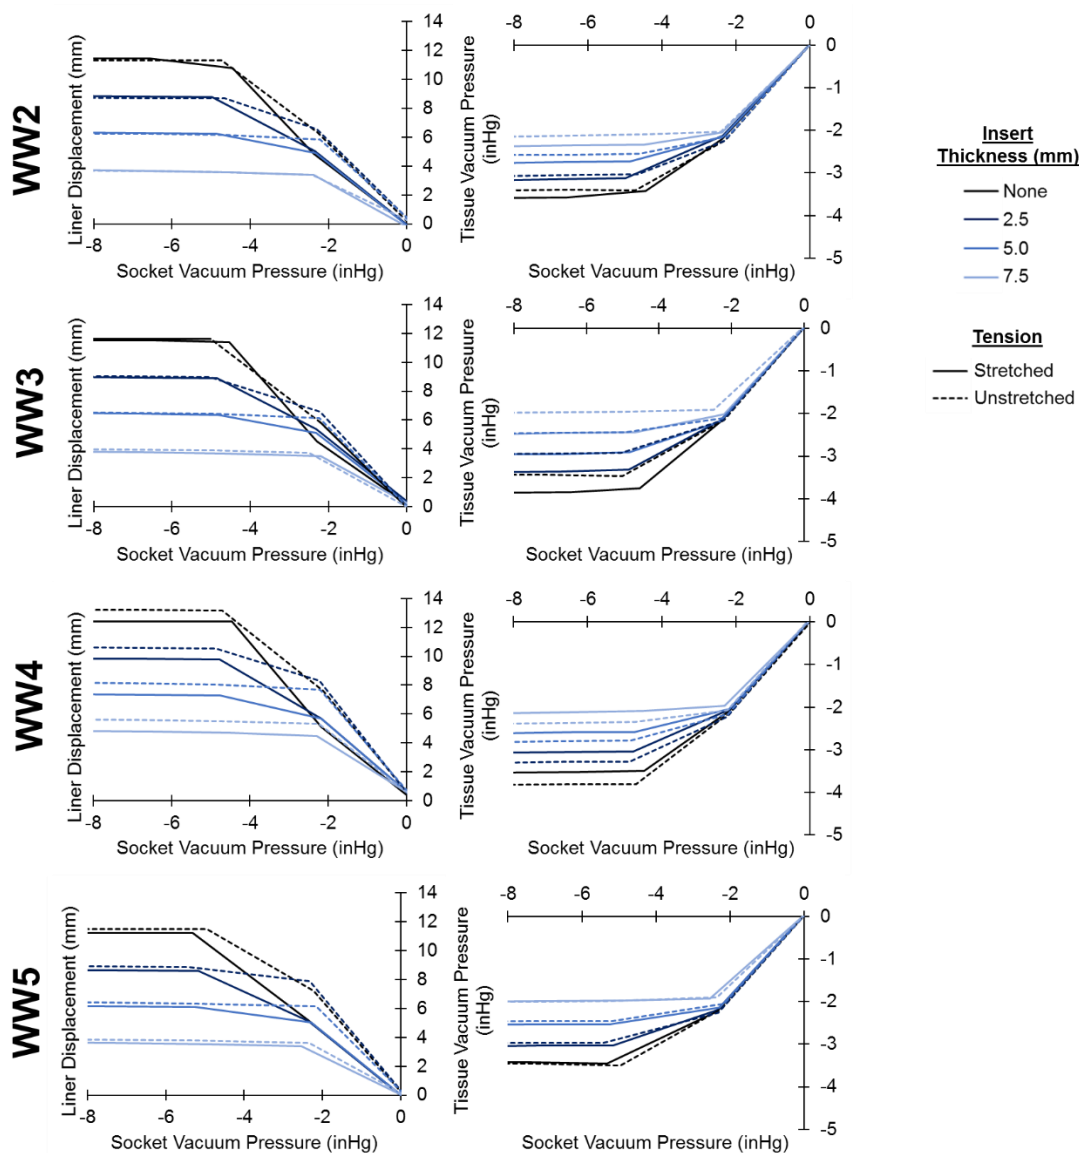 WW2
Liner Displacement (mm)
14
12
10
8
6
4
2
0
-8 -6 -4 -2 0
Socket Vacuum Pressure (inHg)
Tissue Vacuum Pressure
(inHg)
-8 -6 -4 -2 0
0
-1
-2
-3
-4
-5
Socket Vacuum Pressure (inHg)
Insert
Thickness (mm)
None
2.5
5.0
7.5
WW3
Liner Displacement (mm)
14
12
10
8
6
4
2
0
-8 -6 -4 -2 0
Socket Vacuum Pressure (inHg)
Tissue Vacuum Pressure
(inHg)
-8 -6 -4 -2 0
0
-1
-2
-3
-4
-5
Socket Vacuum Pressure (inHg)
Tension
Stretched
Unstretched
WW4
Liner Displacement (mm)
14
12
10
8
6
4
2
0
-8 -6 -4 -2 0
Socket Vacuum Pressure (inHg)
Tissue Vacuum Pressure
(inHg)
-8 -6 -4 -2 0
0
-1
-2
-3
-4
-5
Socket Vacuum Pressure (inHg)
WW5
Liner Displacement (mm)
14
12
10
8
6
4
2
0
-8 -6 -4 -2 0
Socket Vacuum Pressure (inHg)
Tissue Vacuum Pressure
(inHg)
-8 -6 -4 -2 0
0
-1
-2
-3
-4
-5
Socket Vacuum Pressure (inHg)